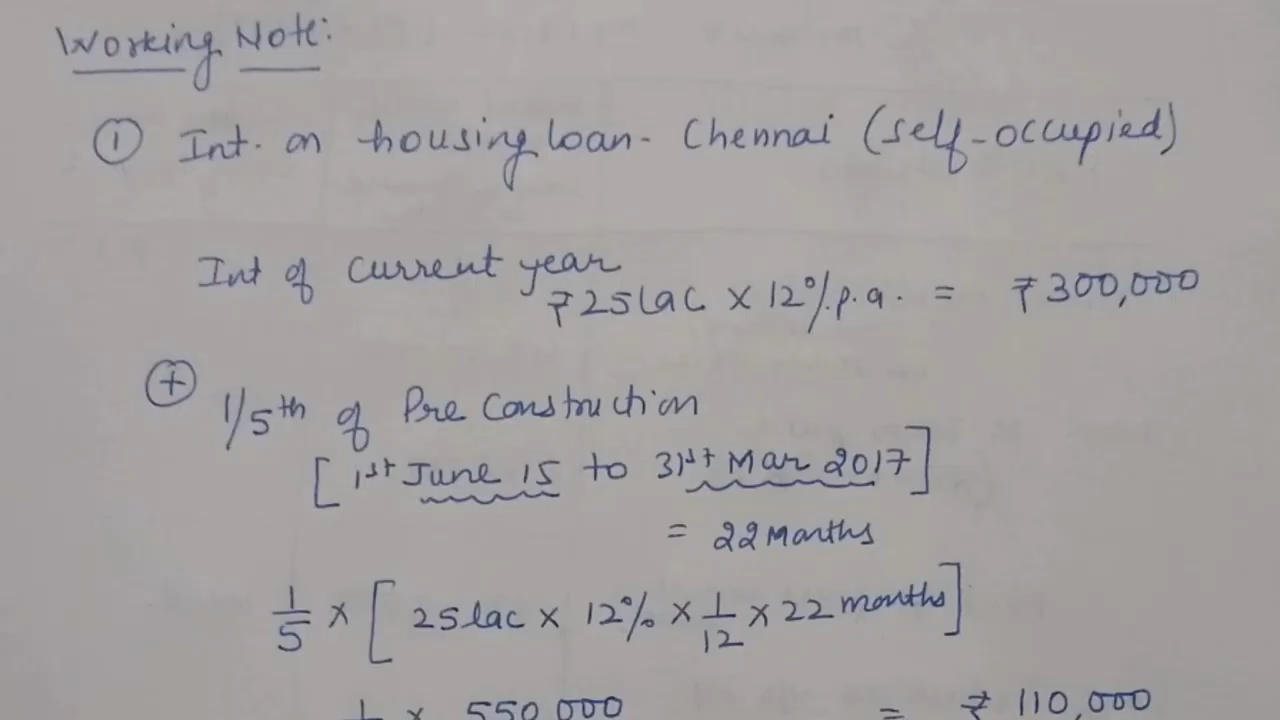 Working Note:
① Int. on housing loan- Chennai (self-occupied)
Int of current year
₹25lac x 12% p.a. = ₹300,000
⊕ 1/5th of Pre Construction
[1st June 15 to 31st Mar 2017]
= 22 Months
1/5 x [25 lac x 12% x 1/12 x 22 months]
1/ x 550,000 = ₹ 110,000